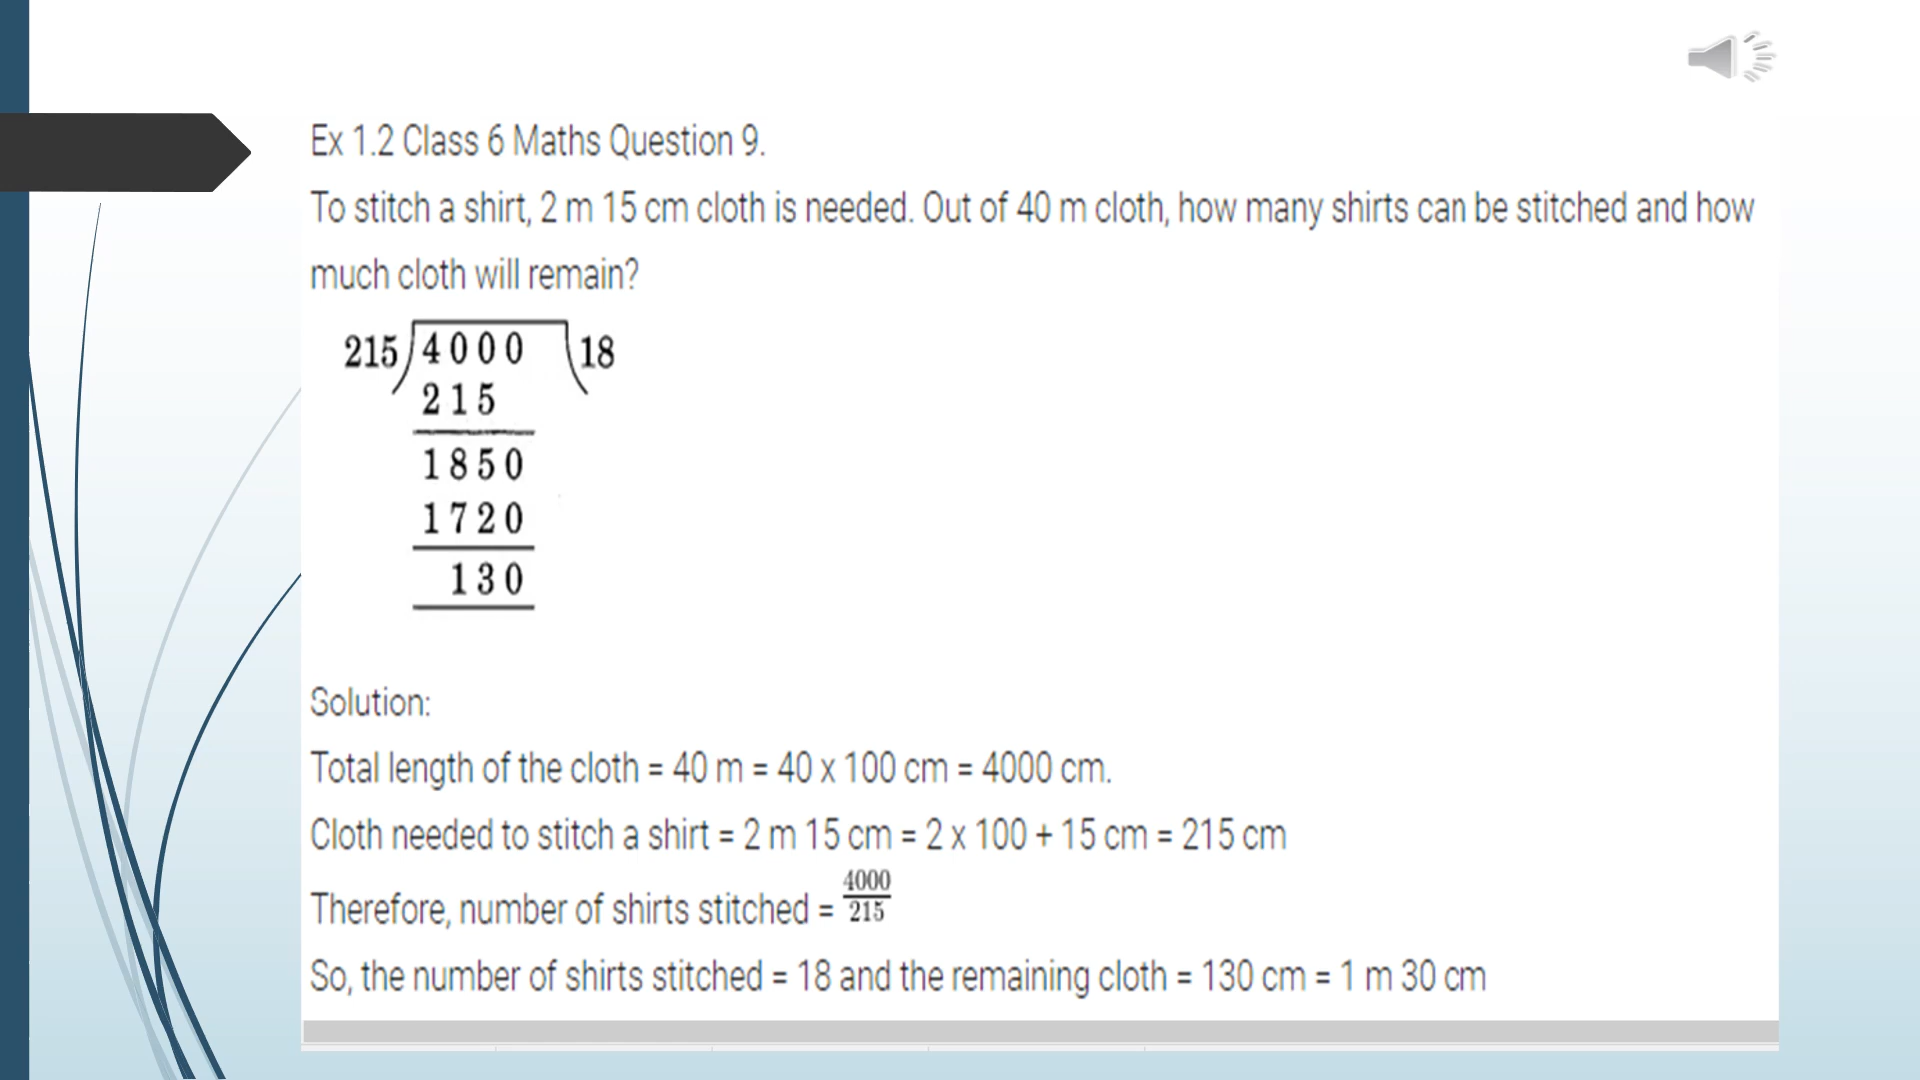 Ex 1.2 Class 6 Maths Question 9.
To stitch a shirt, 2 m 15 cm cloth is needed. Out of 40 m cloth, how many shirts can be stitched and how
much cloth will remain?
215 4000 18
215
1850
1720
130
Solution:
Total length of the cloth = 40 m = 40 x 100 cm = 4000 cm.
Cloth needed to stitch a shirt = 2 m 15 cm = 2 x 100 + 15 cm = 215 cm
Therefore, number of shirts stitched = 4000/215
So, the number of shirts stitched = 18 and the remaining cloth = 130 cm = 1 m 30 cm